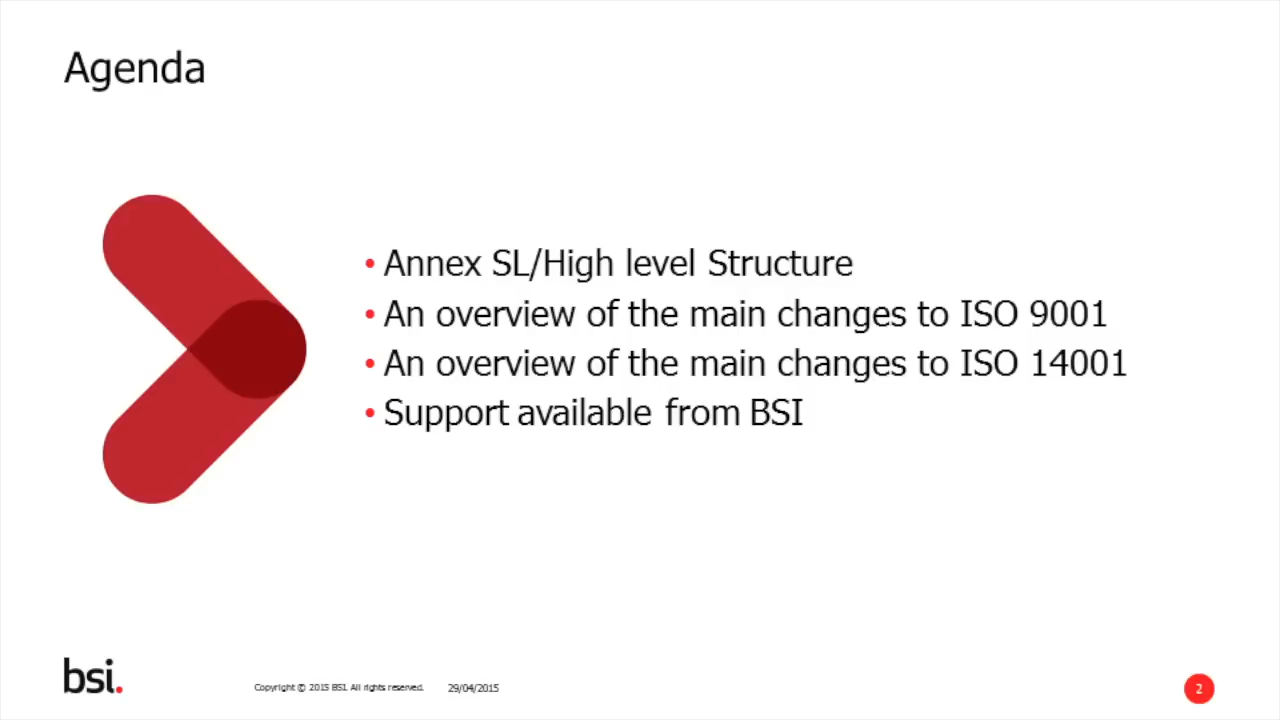 Agenda
• Annex SL/High level Structure
• An overview of the main changes to ISO 9001
• An overview of the main changes to ISO 14001
• Support available from BSI
bsi.
Copyright © 2015 BSI. All rights reserved.
29/04/2015
2